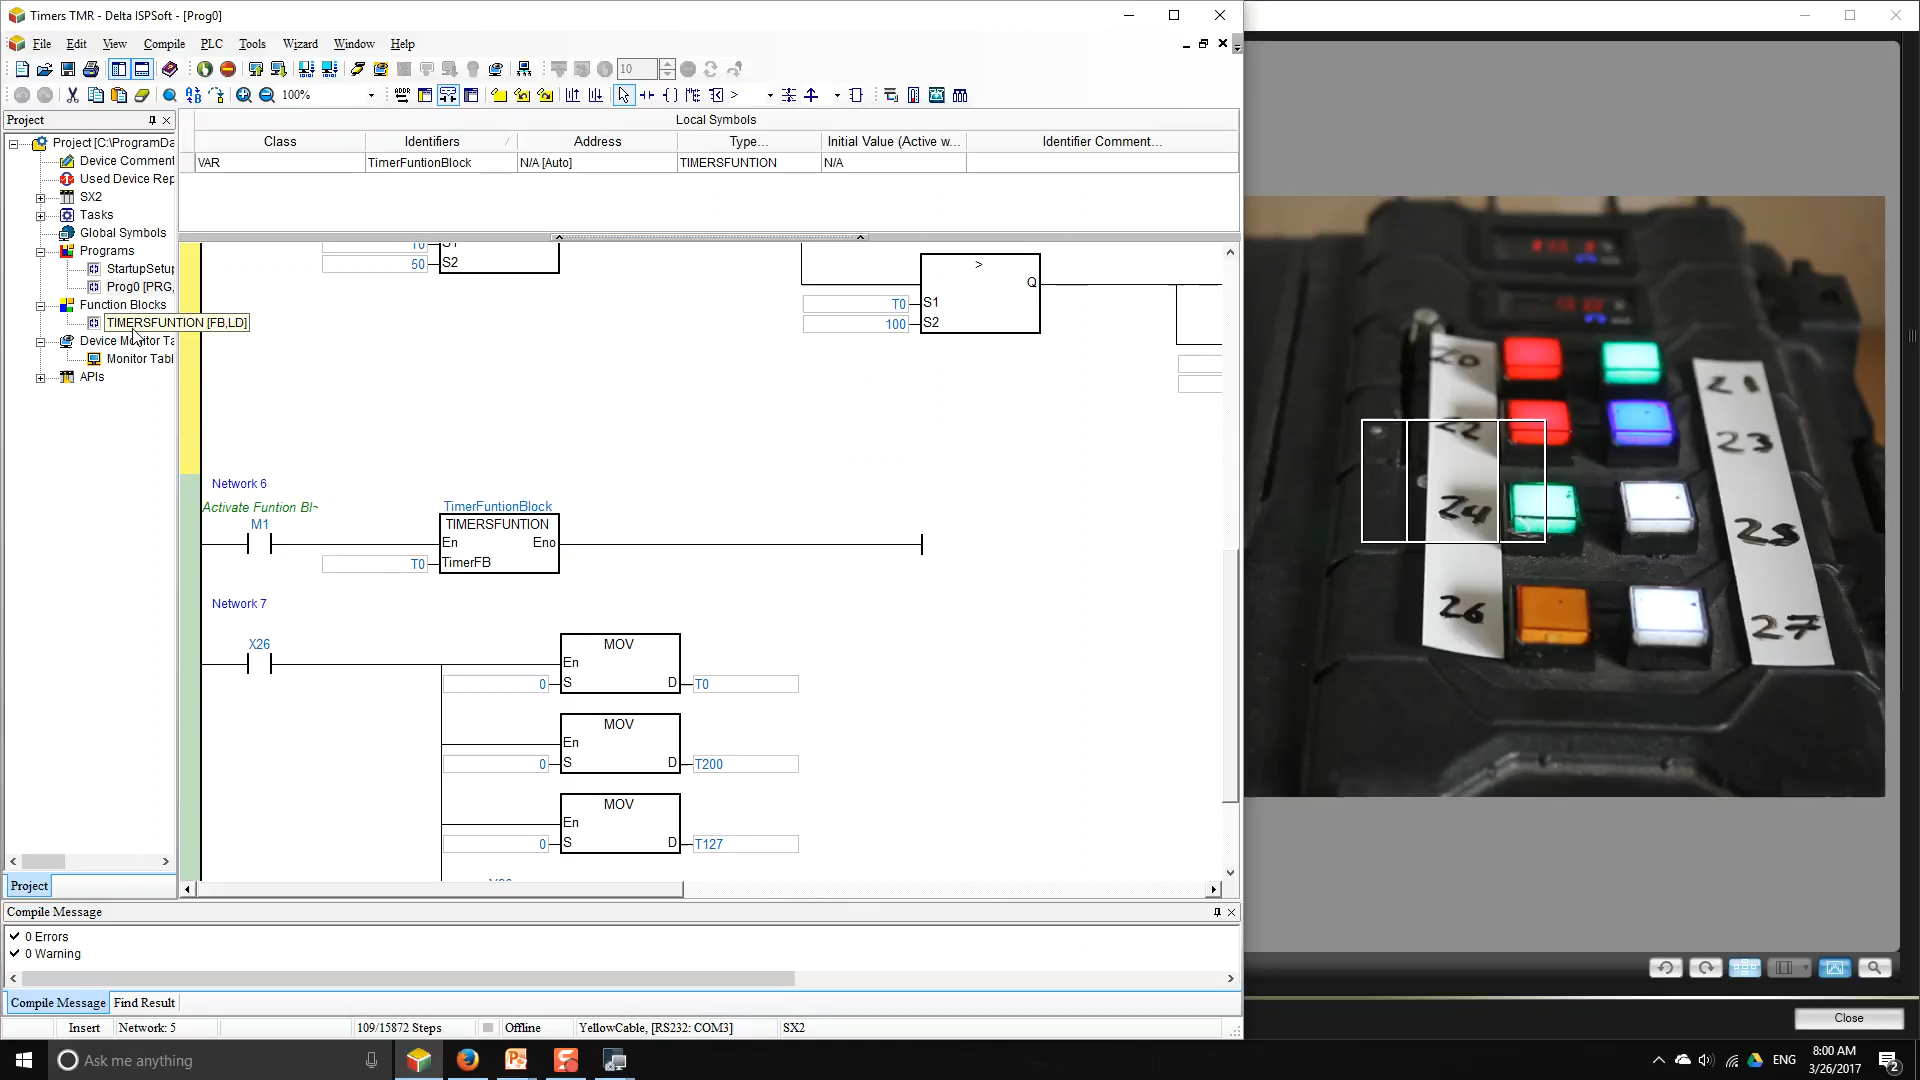 Timers TMR - Delta ISPSoft - [Prog0]
File Edit View Compile PLC Tools Wizard Window Help
10
100%
Project
Project [C:\ProgramDa
Device Comment
Used Device Rep
SX2
Tasks
Global Symbols
Programs
StartupSetup
Prog0 [PRG,
Function Blocks
TIMERSFUNTION [FB,LD]
Device Monitor Ta
Monitor Tabl
APIs
Project
Local Symbols
Class Identifiers Address Type... Initial Value (Active w... Identifier Comment...
VAR TimerFuntionBlock N/A [Auto] TIMERSFUNTION N/A
T0 S1
50 S2
>
Q
T0 S1
100 S2
Network 6
Activate Funtion Bl~
M1
TimerFuntionBlock
TIMERSFUNTION
En Eno
T0 TimerFB
Network 7
X26
MOV
En
0 S D T0
MOV
En
0 S D T200
MOV
En
0 S D T127
Compile Message
0 Errors
0 Warning
Compile Message Find Result
Insert Network: 5 109/15872 Steps Offline YellowCable, [RS232: COM3] SX2
20 21
22 23
24 25
26 27
Close
Ask me anything
ENG
8:00 AM
3/26/2017
2